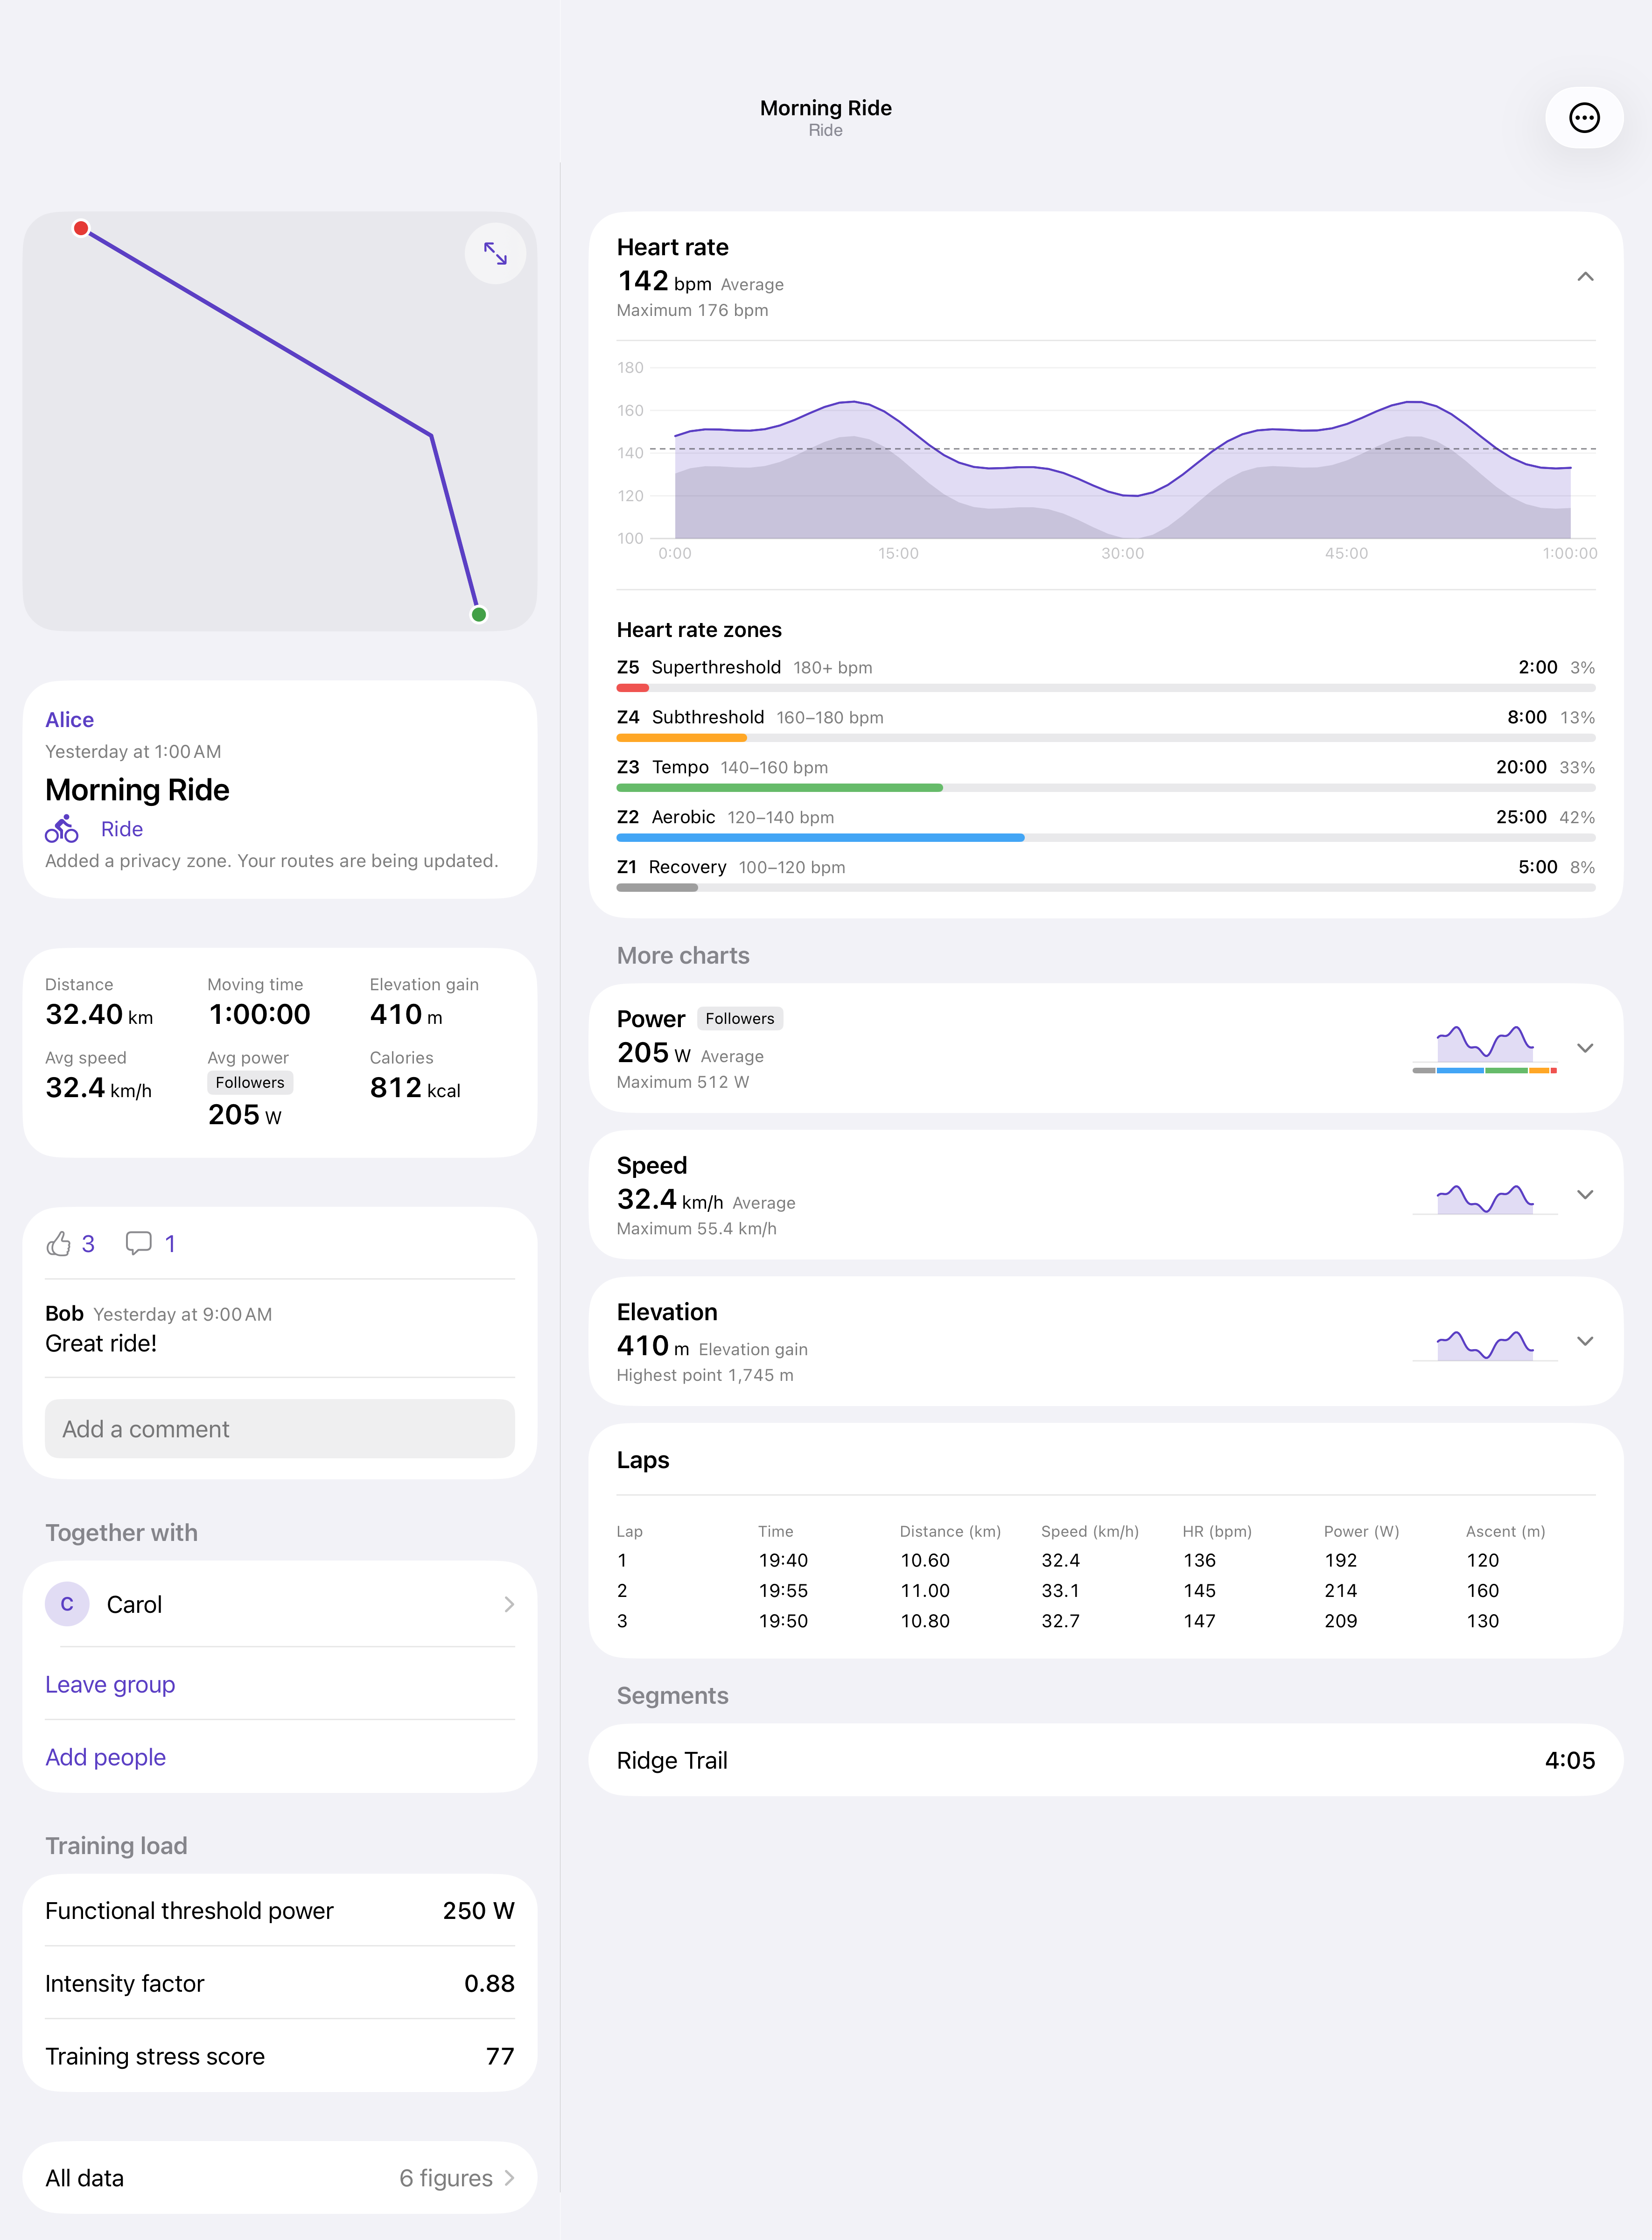 Morning Ride
Ride
Alice
Yesterday at 1:00 AM
Morning Ride
Ride
Added a privacy zone. Your routes are being updated.
Distance Moving time Elevation gain
32.40 km 1:00:00 410 m
Avg speed Avg power Calories
Followers
32.4 km/h 205 W 812 kcal
3 1
Bob Yesterday at 9:00 AM
Great ride!
Add a comment
Together with
C Carol
Leave group
Add people
Training load
Functional threshold power 250 W
Intensity factor 0.88
Training stress score 77
All data 6 figures
Heart rate
142 bpm Average
Maximum 176 bpm
180
160
140
120
100
0:00 15:00 30:00 45:00 1:00:00
Heart rate zones
Z5 Superthreshold 180+ bpm 2:00 3%
Z4 Subthreshold 160–180 bpm 8:00 13%
Z3 Tempo 140–160 bpm 20:00 33%
Z2 Aerobic 120–140 bpm 25:00 42%
Z1 Recovery 100–120 bpm 5:00 8%
More charts
Power Followers
205 W Average
Maximum 512 W
Speed
32.4 km/h Average
Maximum 55.4 km/h
Elevation
410 m Elevation gain
Highest point 1,745 m
Laps
Lap Time Distance (km) Speed (km/h) HR (bpm) Power (W) Ascent (m)
1 19:40 10.60 32.4 136 192 120
2 19:55 11.00 33.1 145 214 160
3 19:50 10.80 32.7 147 209 130
Segments
Ridge Trail 4:05